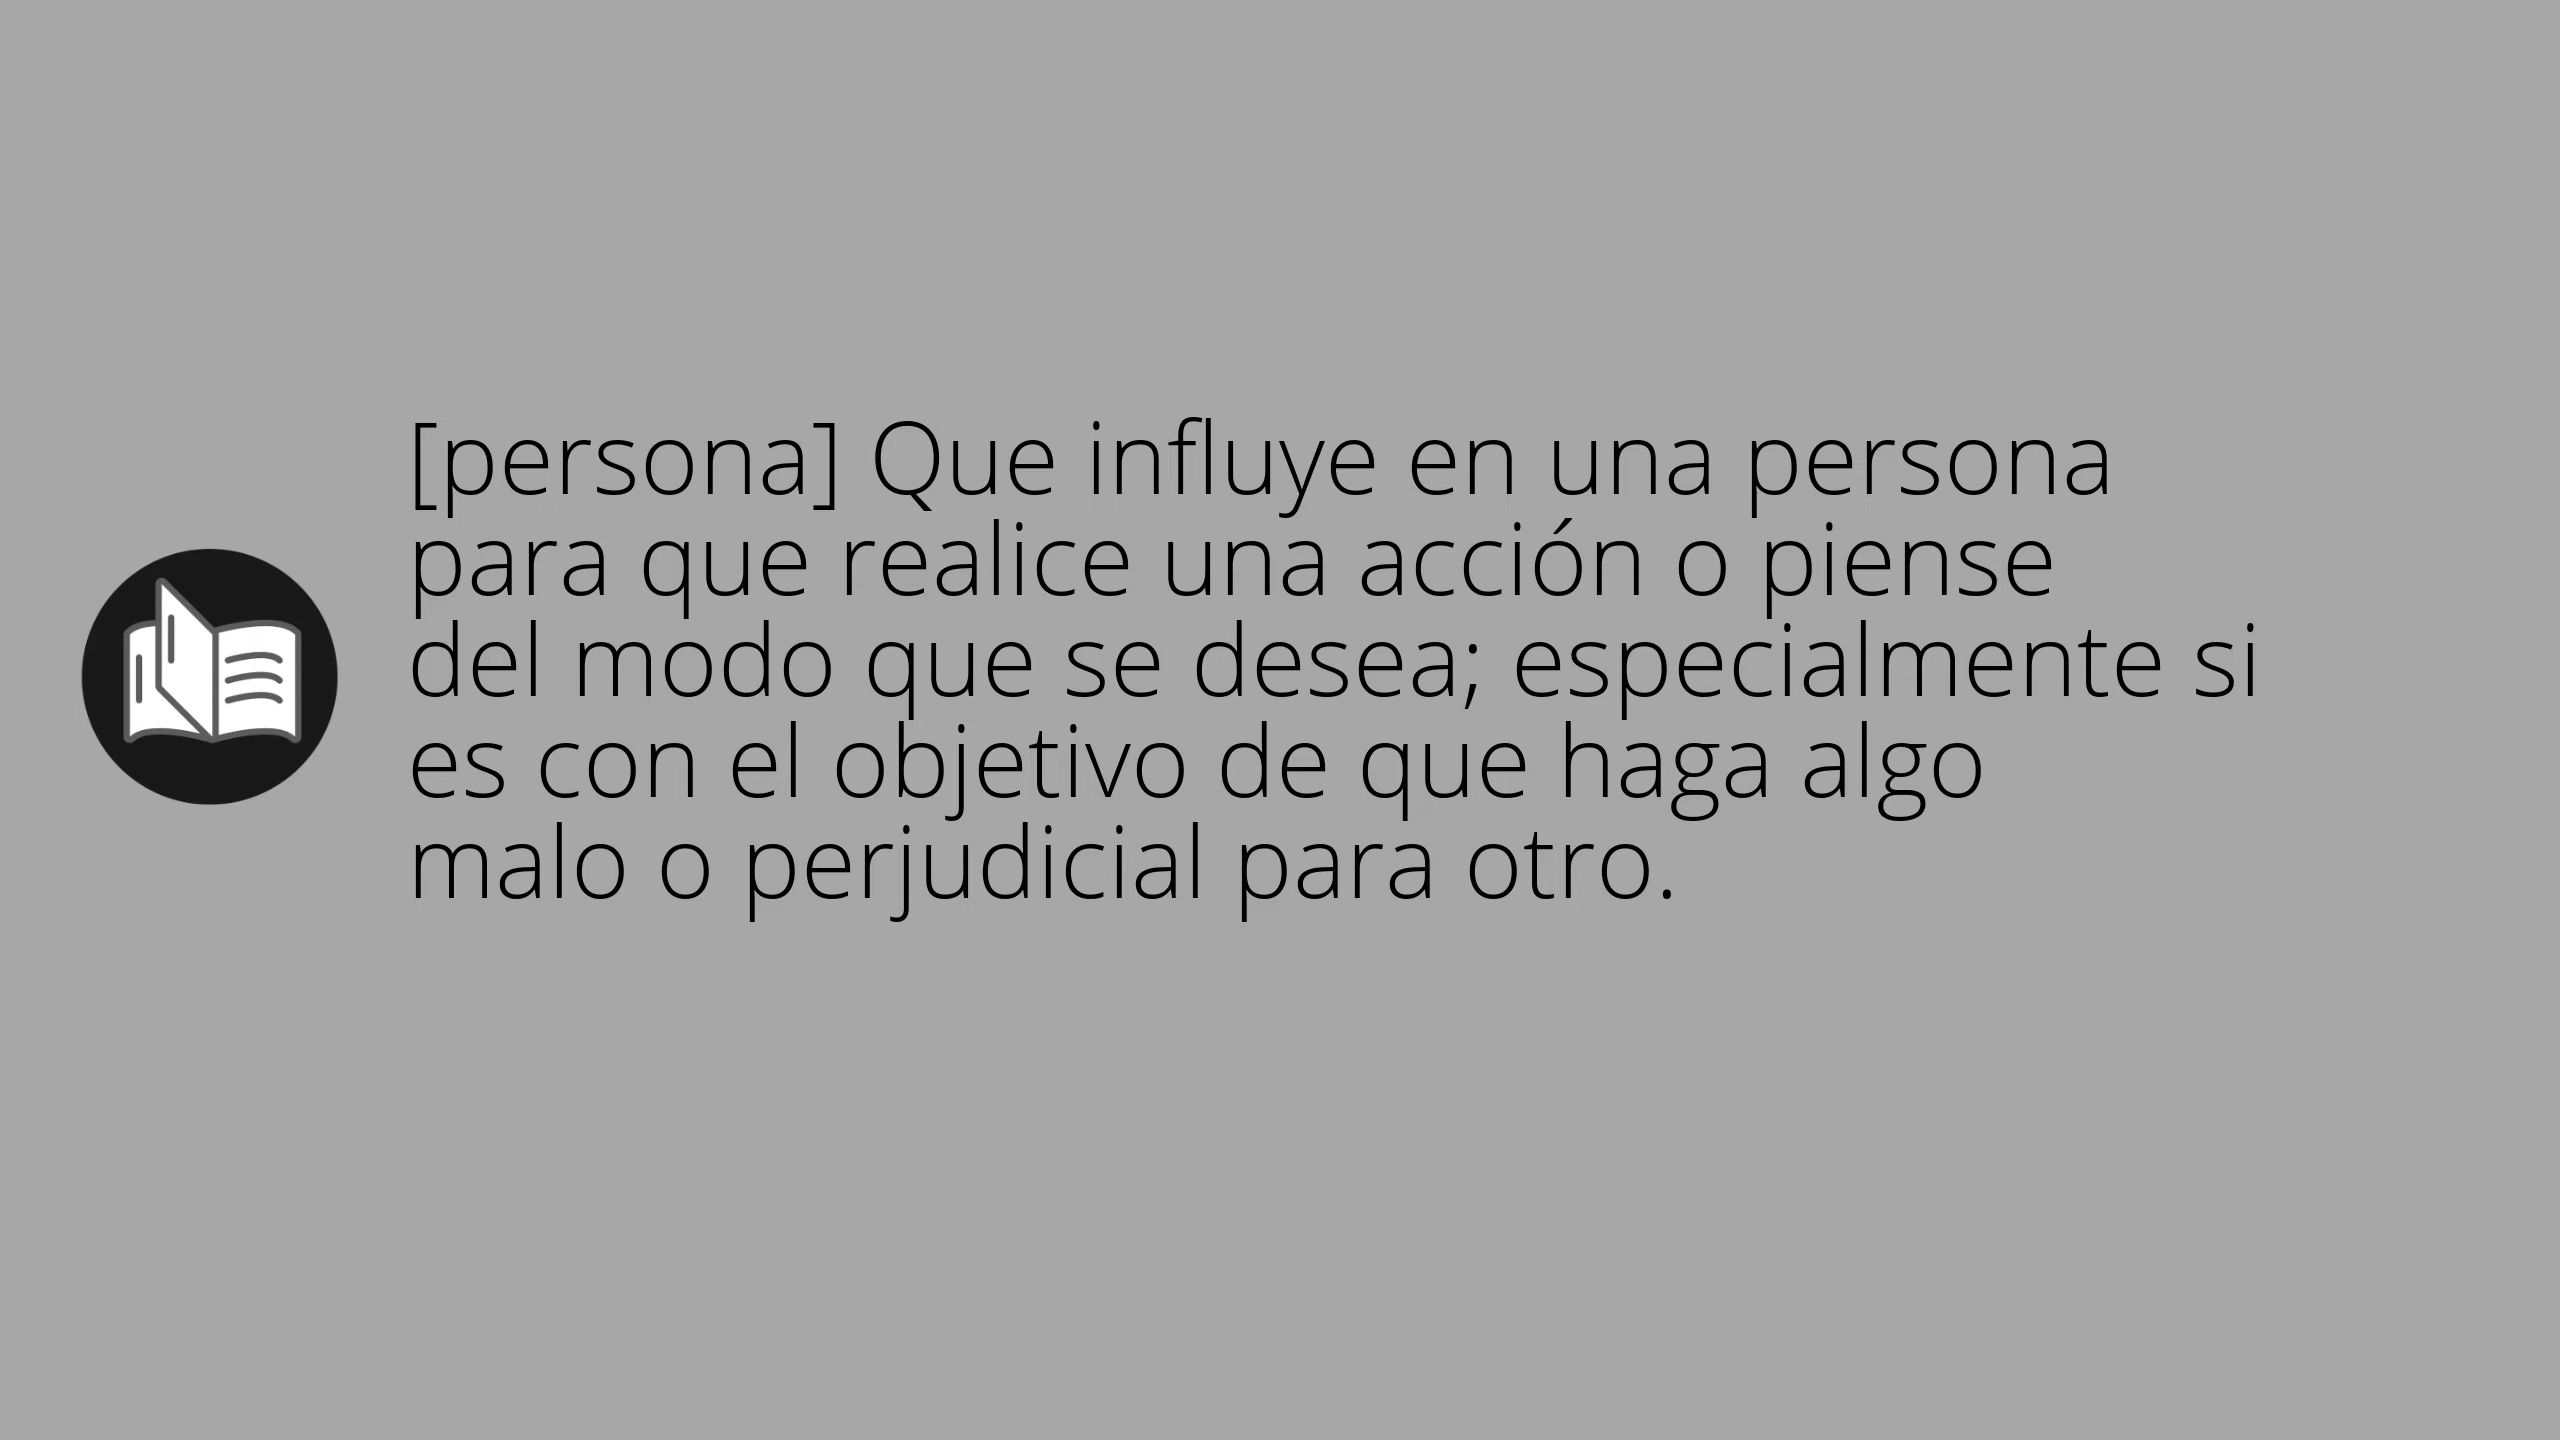 [persona] Que influye en una persona
para que realice una acción o piense
del modo que se desea; especialmente si
es con el objetivo de que haga algo
malo o perjudicial para otro.